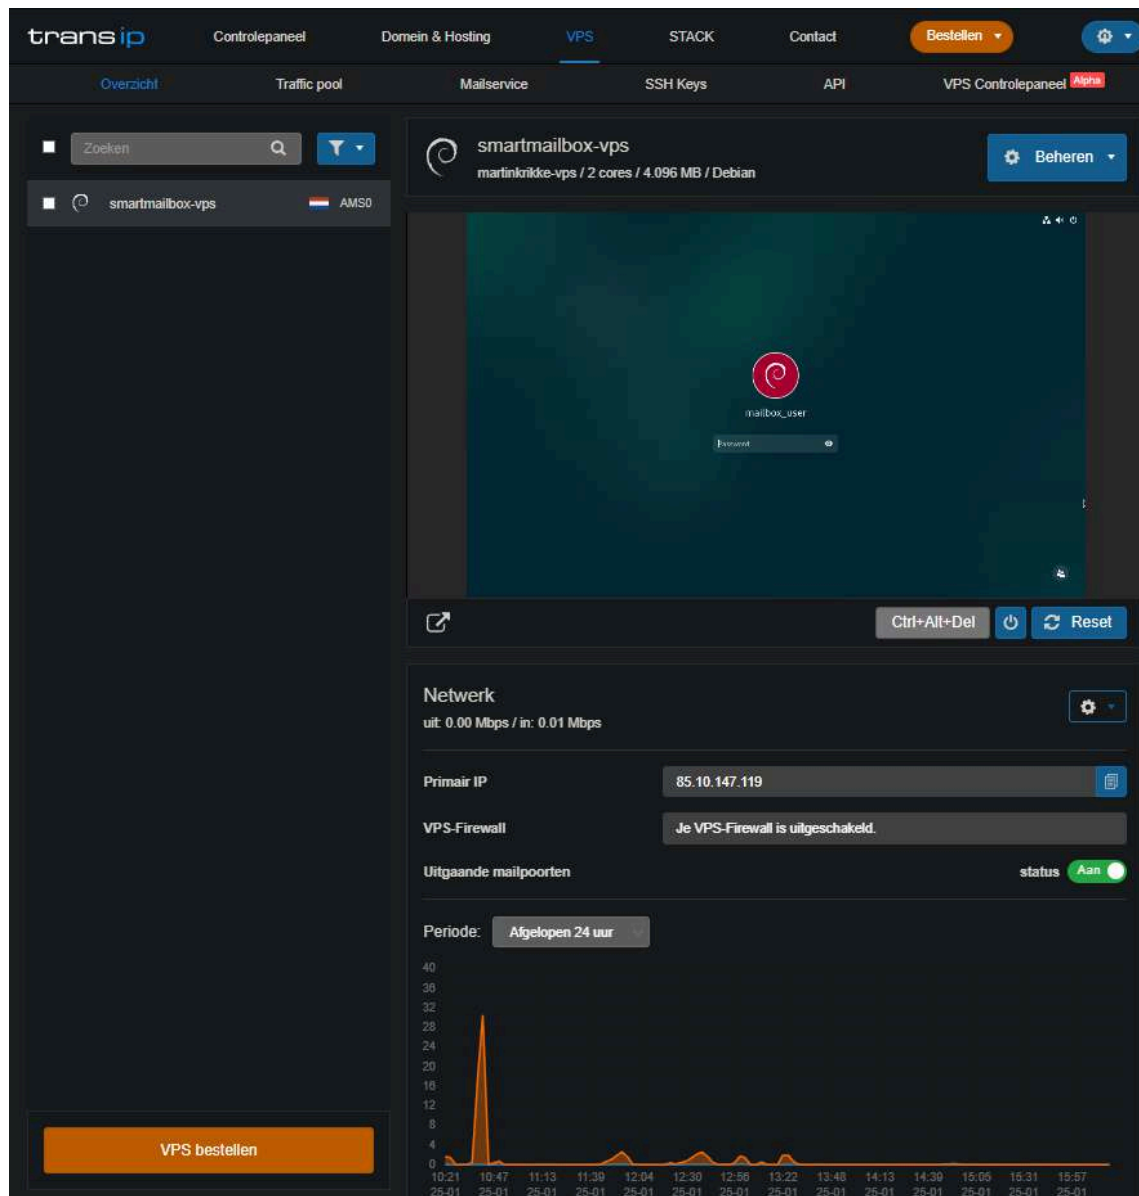 transip Controlepaneel Domein & Hosting VPS STACK Contact Bestellen
Overzicht Traffic pool Mailservice SSH Keys API VPS Controlepaneel Alpha
Zoeken
smartmailbox-vps AMS0
VPS bestellen
smartmailbox-vps
martinkrikke-vps / 2 cores / 4.096 MB / Debian
Beheren
mailbox_user
Password
Ctrl+Alt+Del Reset
Netwerk
uit: 0.00 Mbps / in: 0.01 Mbps
Primair IP 85.10.147.119
VPS-Firewall Je VPS-Firewall is uitgeschakeld.
Uitgaande mailpoorten status Aan
Periode: Afgelopen 24 uur
40
36
32
28
24
20
16
12
8
4
0
10:21 10:47 11:13 11:39 12:04 12:30 12:56 13:22 13:48 14:13 14:39 15:05 15:31 15:57
25-01 25-01 25-01 25-01 25-01 25-01 25-01 25-01 25-01 25-01 25-01 25-01 25-01 25-01